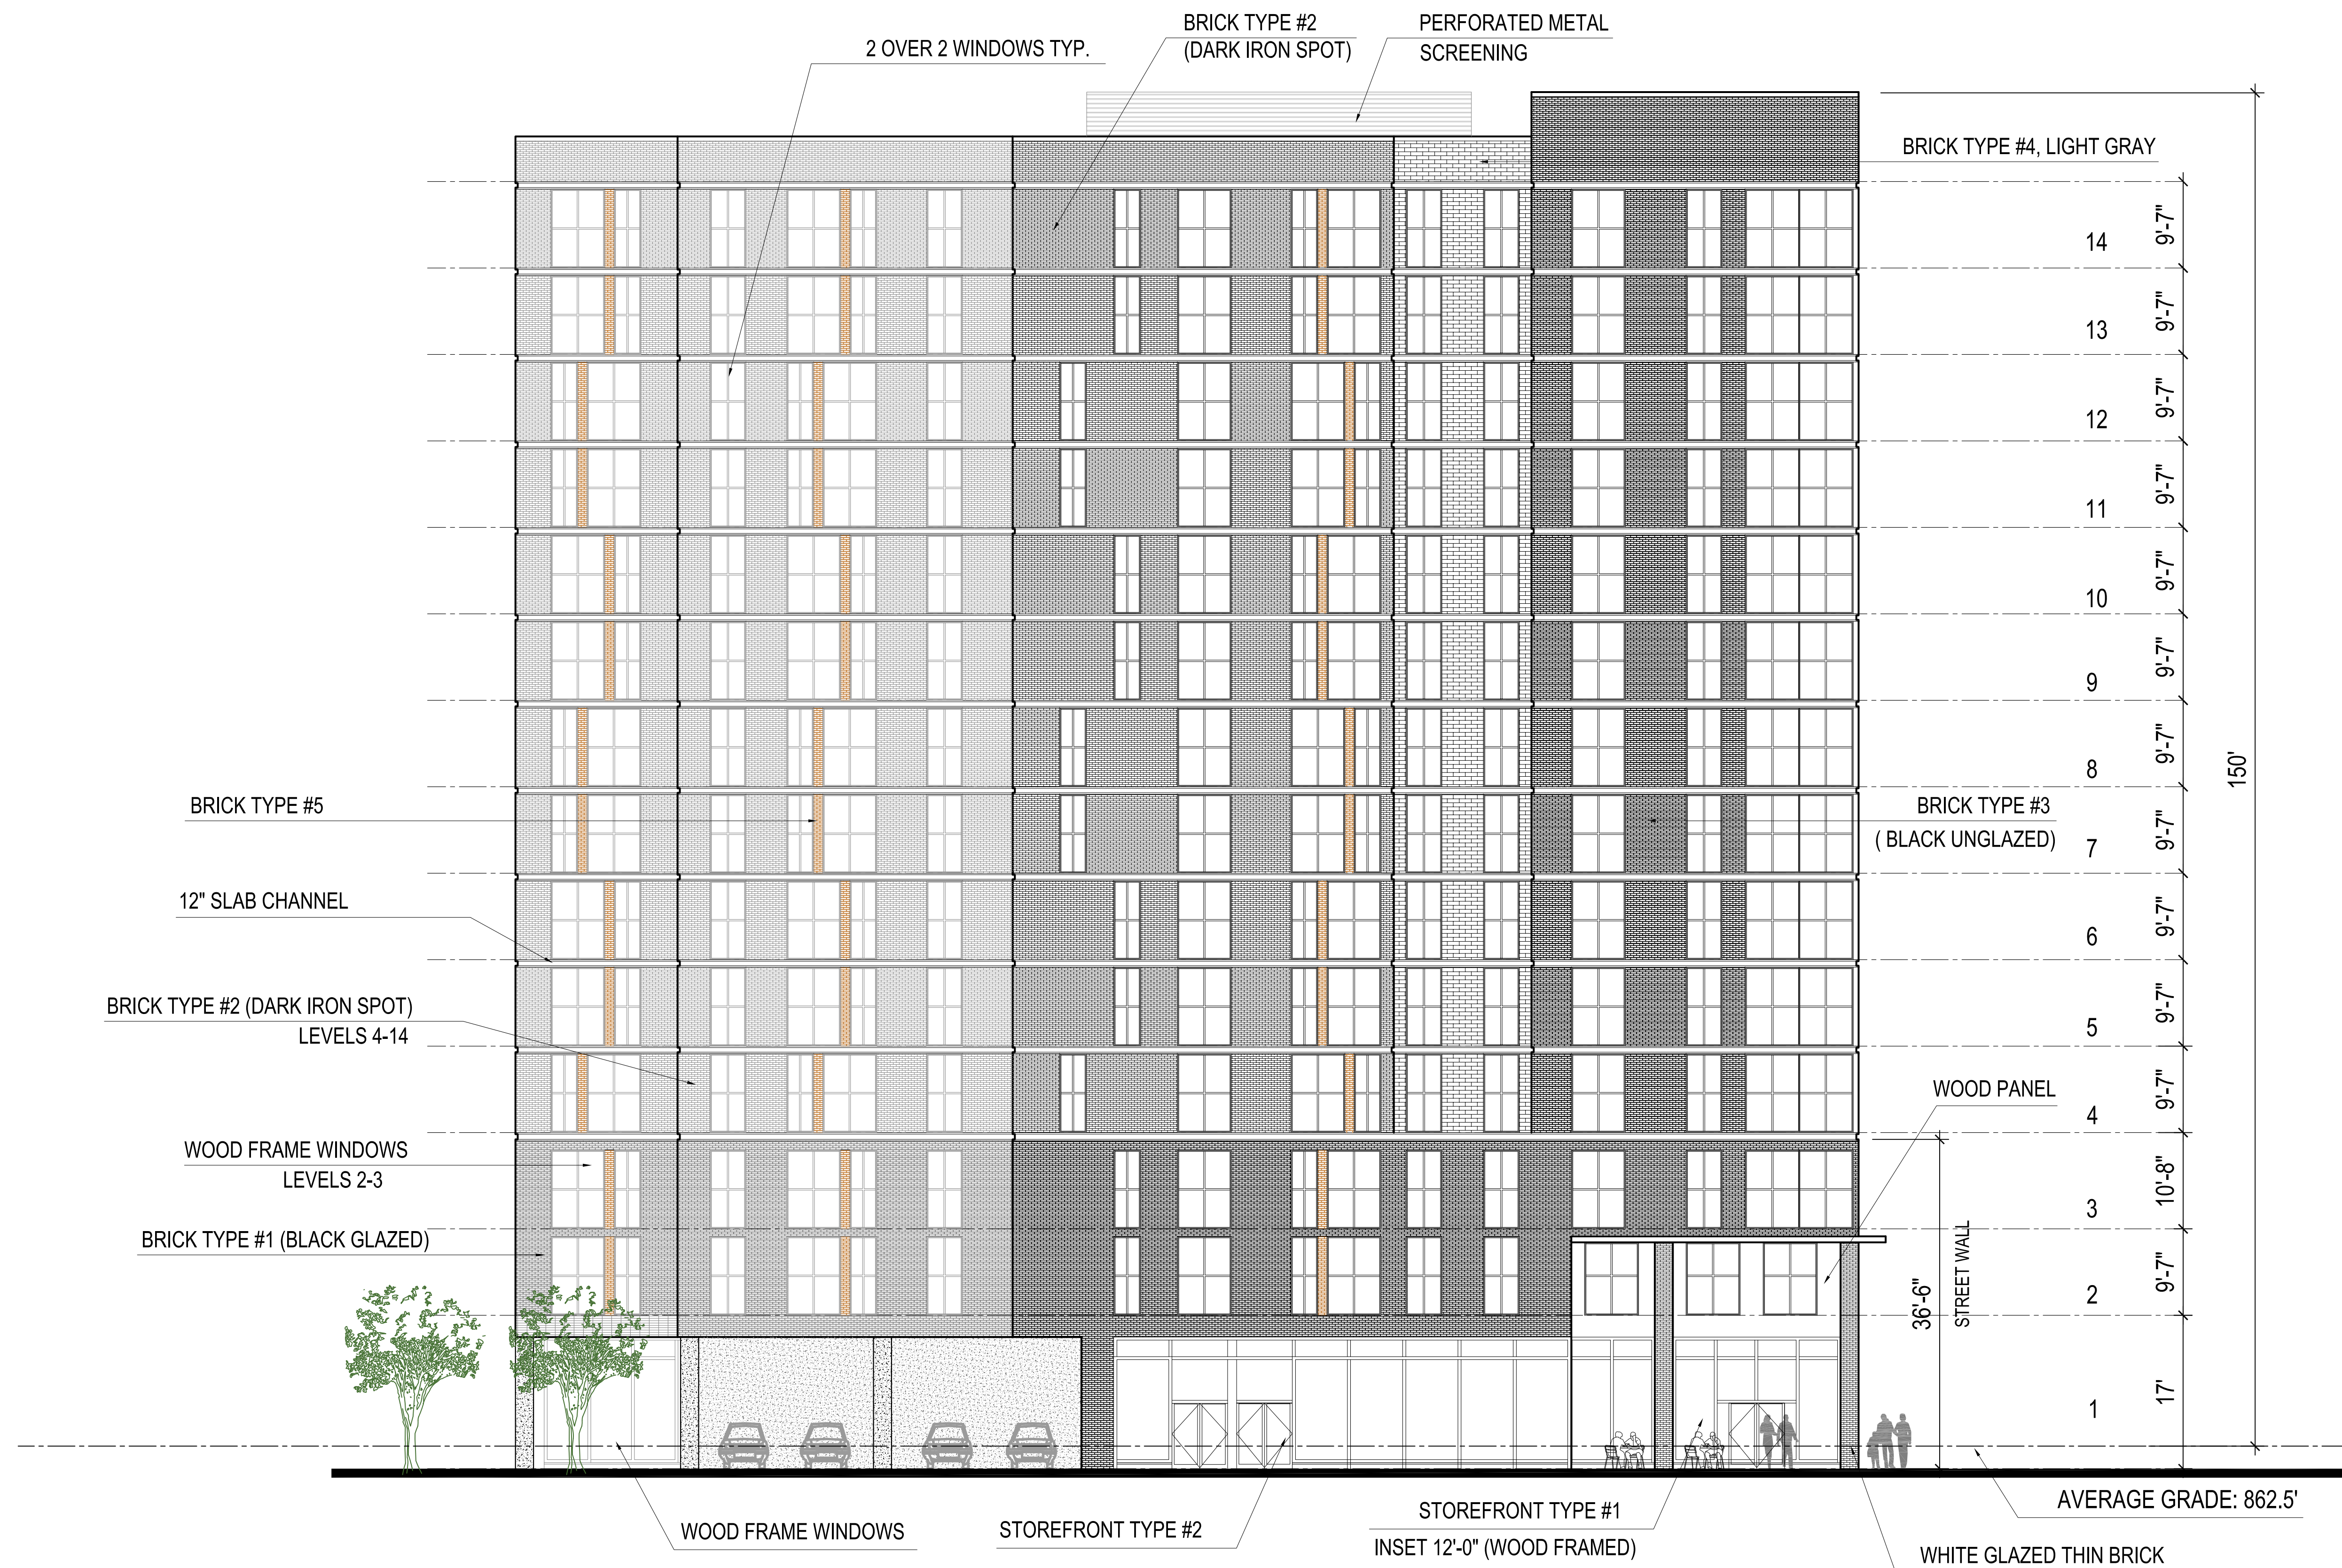 BRICK TYPE #2
(DARK IRON SPOT)
PERFORATED METAL
SCREENING
2 OVER 2 WINDOWS TYP.
BRICK TYPE #4, LIGHT GRAY
14
9'-7"
13
9'-7"
12
9'-7"
11
9'-7"
10
9'-7"
9
9'-7"
8
9'-7"
150'
BRICK TYPE #5
BRICK TYPE #3
( BLACK UNGLAZED)
7
9'-7"
12" SLAB CHANNEL
6
9'-7"
BRICK TYPE #2 (DARK IRON SPOT)
LEVELS 4-14
5
9'-7"
WOOD PANEL
4
9'-7"
WOOD FRAME WINDOWS
LEVELS 2-3
3
10'-8"
BRICK TYPE #1 (BLACK GLAZED)
36'-6"
STREET WALL
2
9'-7"
1
17'
AVERAGE GRADE: 862.5'
WOOD FRAME WINDOWS
STOREFRONT TYPE #2
STOREFRONT TYPE #1
INSET 12'-0" (WOOD FRAMED)
WHITE GLAZED THIN BRICK